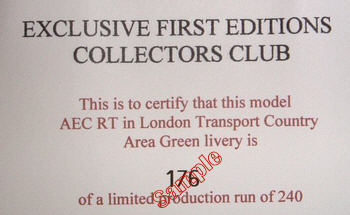 EXCLUSIVE FIRST EDITIONS
COLLECTORS CLUB
This is to certify that this model
AEC RT in London Transport Country
Area Green livery is
176
Sample
of a limited production run of 240